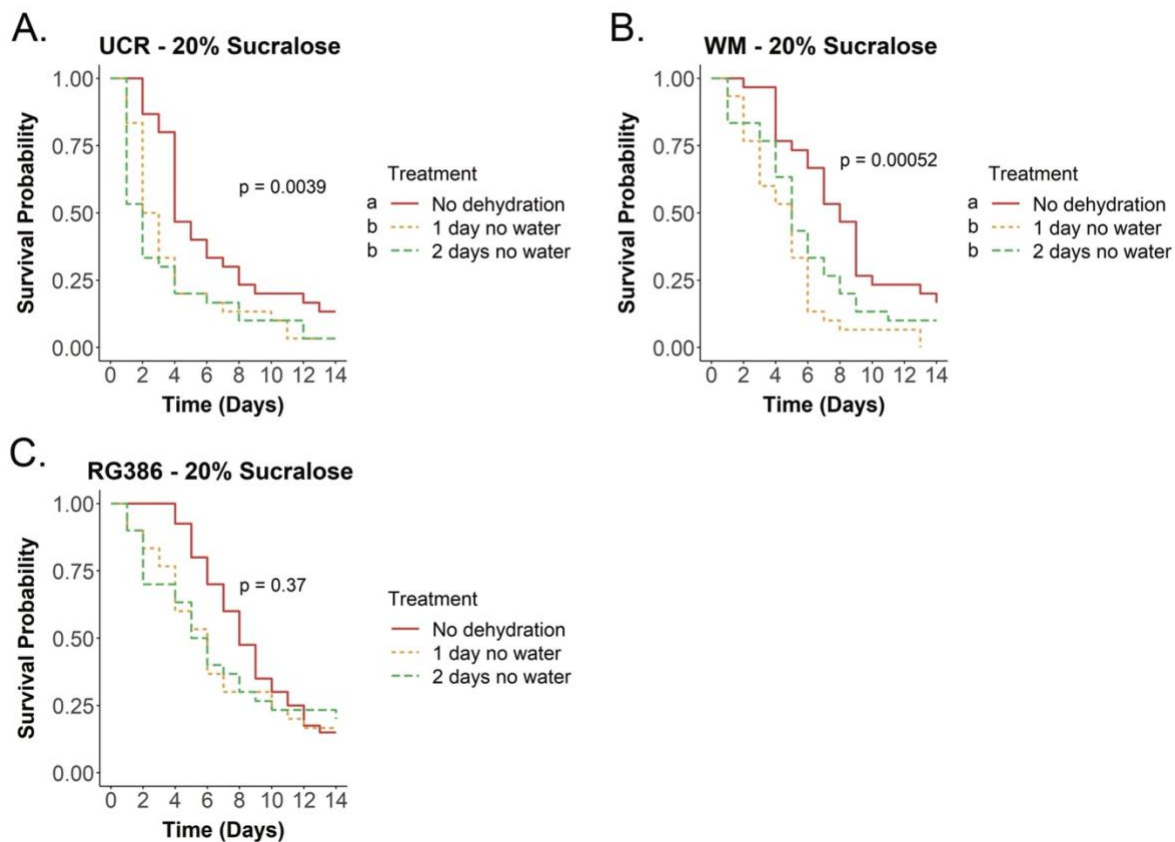 A.
UCR - 20% Sucralose
Survival Probability
1.00
0.75
0.50
0.25
0.00
p = 0.0039
0 2 4 6 8 10 12 14
Time (Days)
Treatment
a No dehydration
b 1 day no water
b 2 days no water
B.
WM - 20% Sucralose
Survival Probability
1.00
0.75
0.50
0.25
0.00
p = 0.00052
0 2 4 6 8 10 12 14
Time (Days)
Treatment
a No dehydration
b 1 day no water
b 2 days no water
C.
RG386 - 20% Sucralose
Survival Probability
1.00
0.75
0.50
0.25
0.00
p = 0.37
0 2 4 6 8 10 12 14
Time (Days)
Treatment
No dehydration
1 day no water
2 days no water